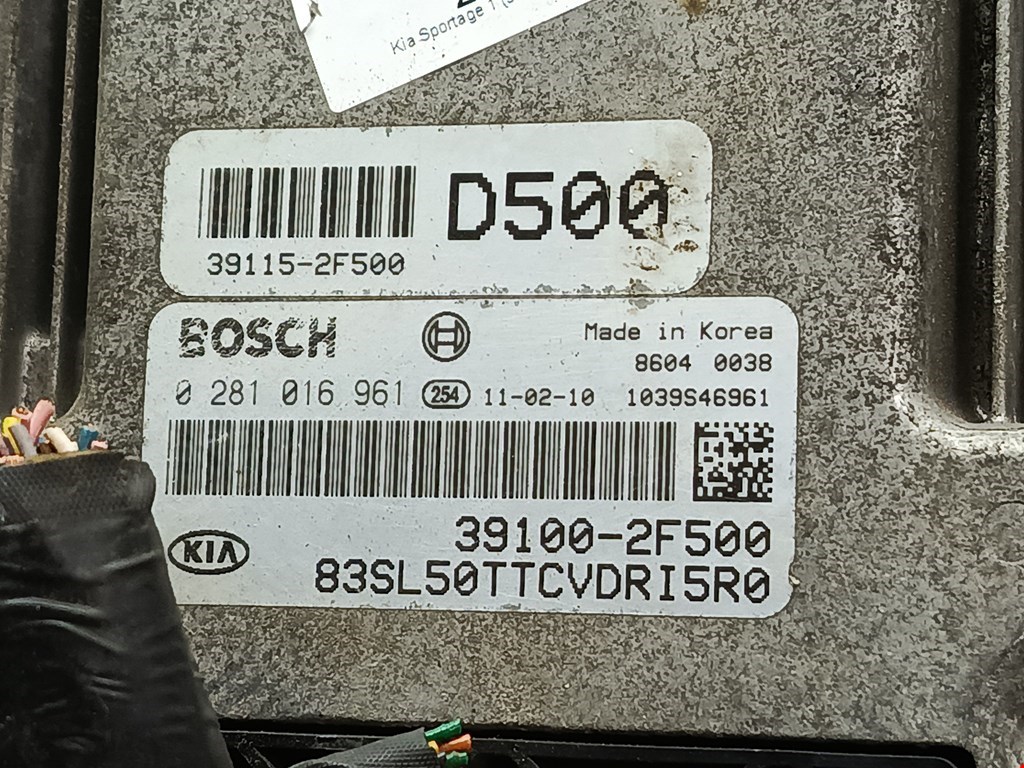 Kia Sportage 1
39115-2F500
D500
BOSCH
Made in Korea
8604 0038
0 281 016 961 254 11-02-10 1039S46961
39100-2F500
KIA
83SL50TTCVDRI5R0